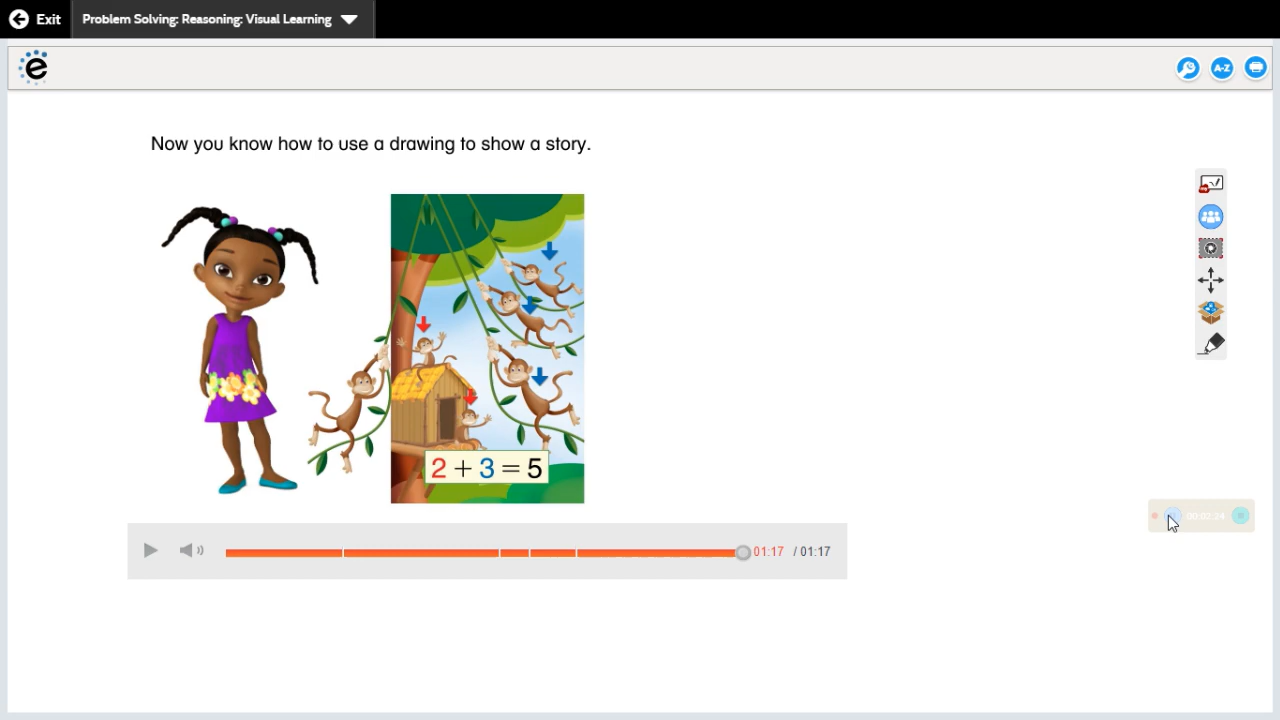 Exit
Problem Solving: Reasoning: Visual Learning
e
A-Z
Now you know how to use a drawing to show a story.
2 + 3 = 5
01:17 / 01:17